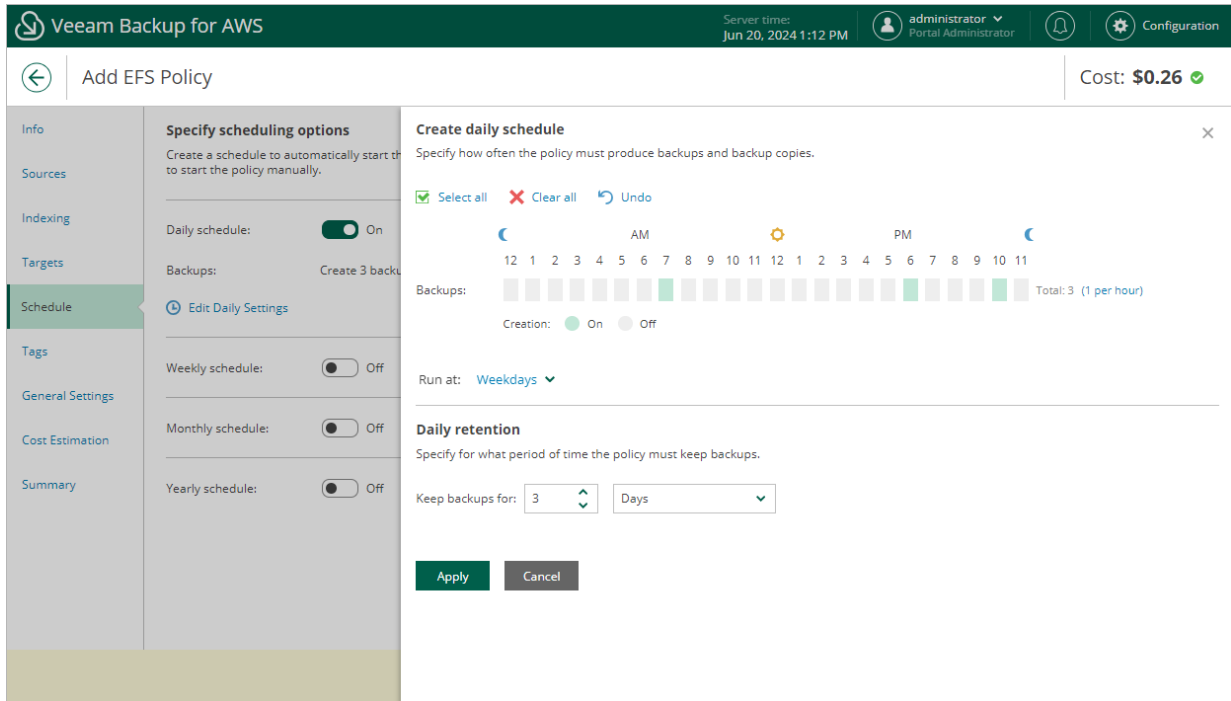 Veeam Backup for AWS
Server time:
Jun 20, 2024 1:12 PM
administrator
Portal Administrator
Configuration
Add EFS Policy
Cost: $0.26
Info
Sources
Indexing
Targets
Schedule
Tags
General Settings
Cost Estimation
Summary
Specify scheduling options
Create a schedule to automatically start th
to start the policy manually.
Daily schedule: On
Backups: Create 3 backu
Edit Daily Settings
Weekly schedule: Off
Monthly schedule: Off
Yearly schedule: Off
Create daily schedule
Specify how often the policy must produce backups and backup copies.
Select all Clear all Undo
AM PM
12 1 2 3 4 5 6 7 8 9 10 11 12 1 2 3 4 5 6 7 8 9 10 11
Backups: Total: 3 (1 per hour)
Creation: On Off
Run at: Weekdays
Daily retention
Specify for what period of time the policy must keep backups.
Keep backups for: 3 Days
Apply Cancel